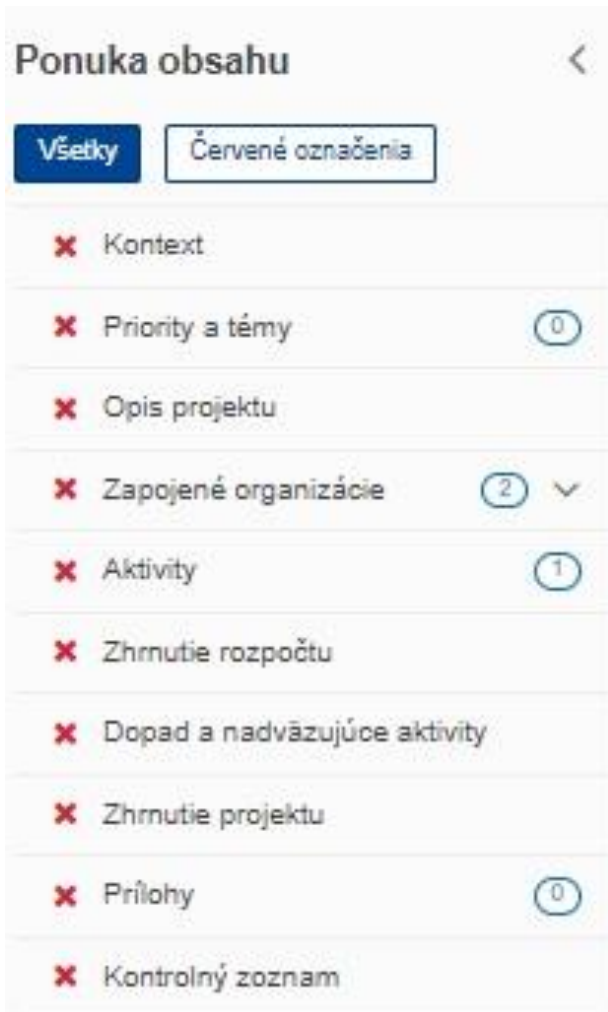 Ponuka obsahu
Všetky Červené označenia
Kontext
Priority a témy 0
Opis projektu
Zapojené organizácie 2
Aktivity 1
Zhrnutie rozpočtu
Dopad a nadväzujúce aktivity
Zhrnutie projektu
Prílohy 0
Kontrolný zoznam